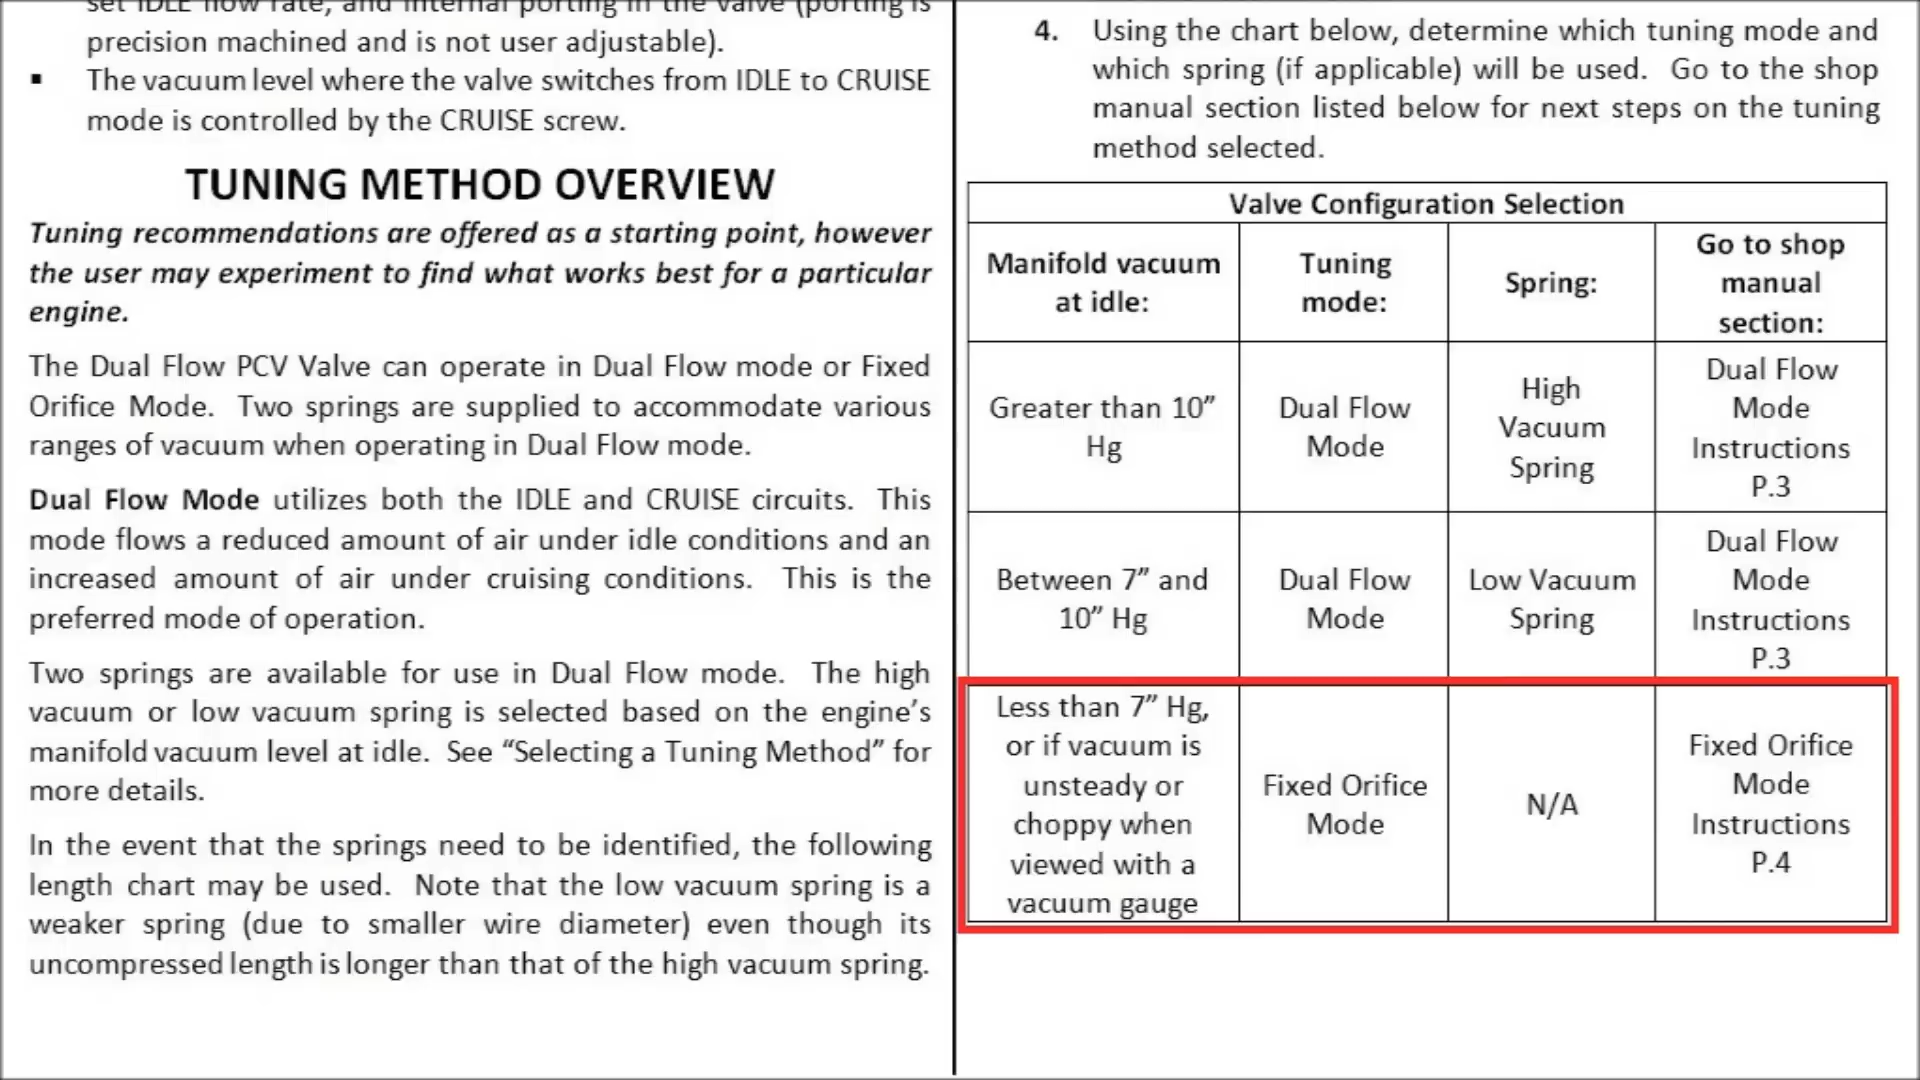 set IDLE flow rate, and internal porting in the valve (porting is
precision machined and is not user adjustable).
▪ The vacuum level where the valve switches from IDLE to CRUISE
mode is controlled by the CRUISE screw.
TUNING METHOD OVERVIEW
Tuning recommendations are offered as a starting point, however
the user may experiment to find what works best for a particular
engine.
The Dual Flow PCV Valve can operate in Dual Flow mode or Fixed
Orifice Mode. Two springs are supplied to accommodate various
ranges of vacuum when operating in Dual Flow mode.
Dual Flow Mode utilizes both the IDLE and CRUISE circuits. This
mode flows a reduced amount of air under idle conditions and an
increased amount of air under cruising conditions. This is the
preferred mode of operation.
Two springs are available for use in Dual Flow mode. The high
vacuum or low vacuum spring is selected based on the engine’s
manifold vacuum level at idle. See “Selecting a Tuning Method” for
more details.
In the event that the springs need to be identified, the following
length chart may be used. Note that the low vacuum spring is a
weaker spring (due to smaller wire diameter) even though its
uncompressed length is longer than that of the high vacuum spring.
4. Using the chart below, determine which tuning mode and
which spring (if applicable) will be used. Go to the shop
manual section listed below for next steps on the tuning
method selected.
Valve Configuration Selection
Manifold vacuum
at idle:
Tuning
mode:
Spring:
Go to shop
manual
section:
Greater than 10”
Hg
Dual Flow
Mode
High
Vacuum
Spring
Dual Flow
Mode
Instructions
P.3
Between 7” and
10” Hg
Dual Flow
Mode
Low Vacuum
Spring
Dual Flow
Mode
Instructions
P.3
Less than 7” Hg,
or if vacuum is
unsteady or
choppy when
viewed with a
vacuum gauge
Fixed Orifice
Mode
N/A
Fixed Orifice
Mode
Instructions
P.4